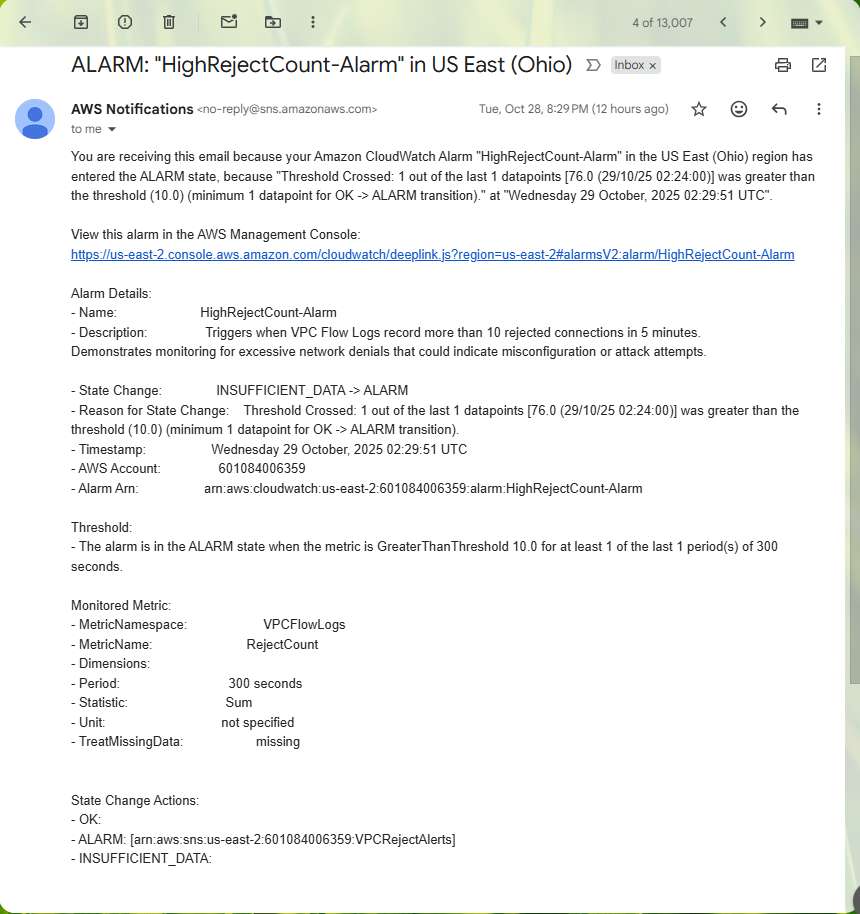 4 of 13,007
ALARM: "HighRejectCount-Alarm" in US East (Ohio)
Inbox ×
AWS Notifications <no-reply@sns.amazonaws.com>
Tue, Oct 28, 8:29 PM (12 hours ago)
to me
You are receiving this email because your Amazon CloudWatch Alarm "HighRejectCount-Alarm" in the US East (Ohio) region has
entered the ALARM state, because "Threshold Crossed: 1 out of the last 1 datapoints [76.0 (29/10/25 02:24:00)] was greater than
the threshold (10.0) (minimum 1 datapoint for OK -> ALARM transition)." at "Wednesday 29 October, 2025 02:29:51 UTC".
View this alarm in the AWS Management Console:
https://us-east-2.console.aws.amazon.com/cloudwatch/deeplink.js?region=us-east-2#alarmsV2:alarm/HighRejectCount-Alarm
Alarm Details:
- Name: HighRejectCount-Alarm
- Description: Triggers when VPC Flow Logs record more than 10 rejected connections in 5 minutes.
Demonstrates monitoring for excessive network denials that could indicate misconfiguration or attack attempts.
- State Change: INSUFFICIENT_DATA -> ALARM
- Reason for State Change: Threshold Crossed: 1 out of the last 1 datapoints [76.0 (29/10/25 02:24:00)] was greater than the
threshold (10.0) (minimum 1 datapoint for OK -> ALARM transition).
- Timestamp: Wednesday 29 October, 2025 02:29:51 UTC
- AWS Account: 601084006359
- Alarm Arn: arn:aws:cloudwatch:us-east-2:601084006359:alarm:HighRejectCount-Alarm
Threshold:
- The alarm is in the ALARM state when the metric is GreaterThanThreshold 10.0 for at least 1 of the last 1 period(s) of 300
seconds.
Monitored Metric:
- MetricNamespace: VPCFlowLogs
- MetricName: RejectCount
- Dimensions:
- Period: 300 seconds
- Statistic: Sum
- Unit: not specified
- TreatMissingData: missing
State Change Actions:
- OK:
- ALARM: [arn:aws:sns:us-east-2:601084006359:VPCRejectAlerts]
- INSUFFICIENT_DATA: